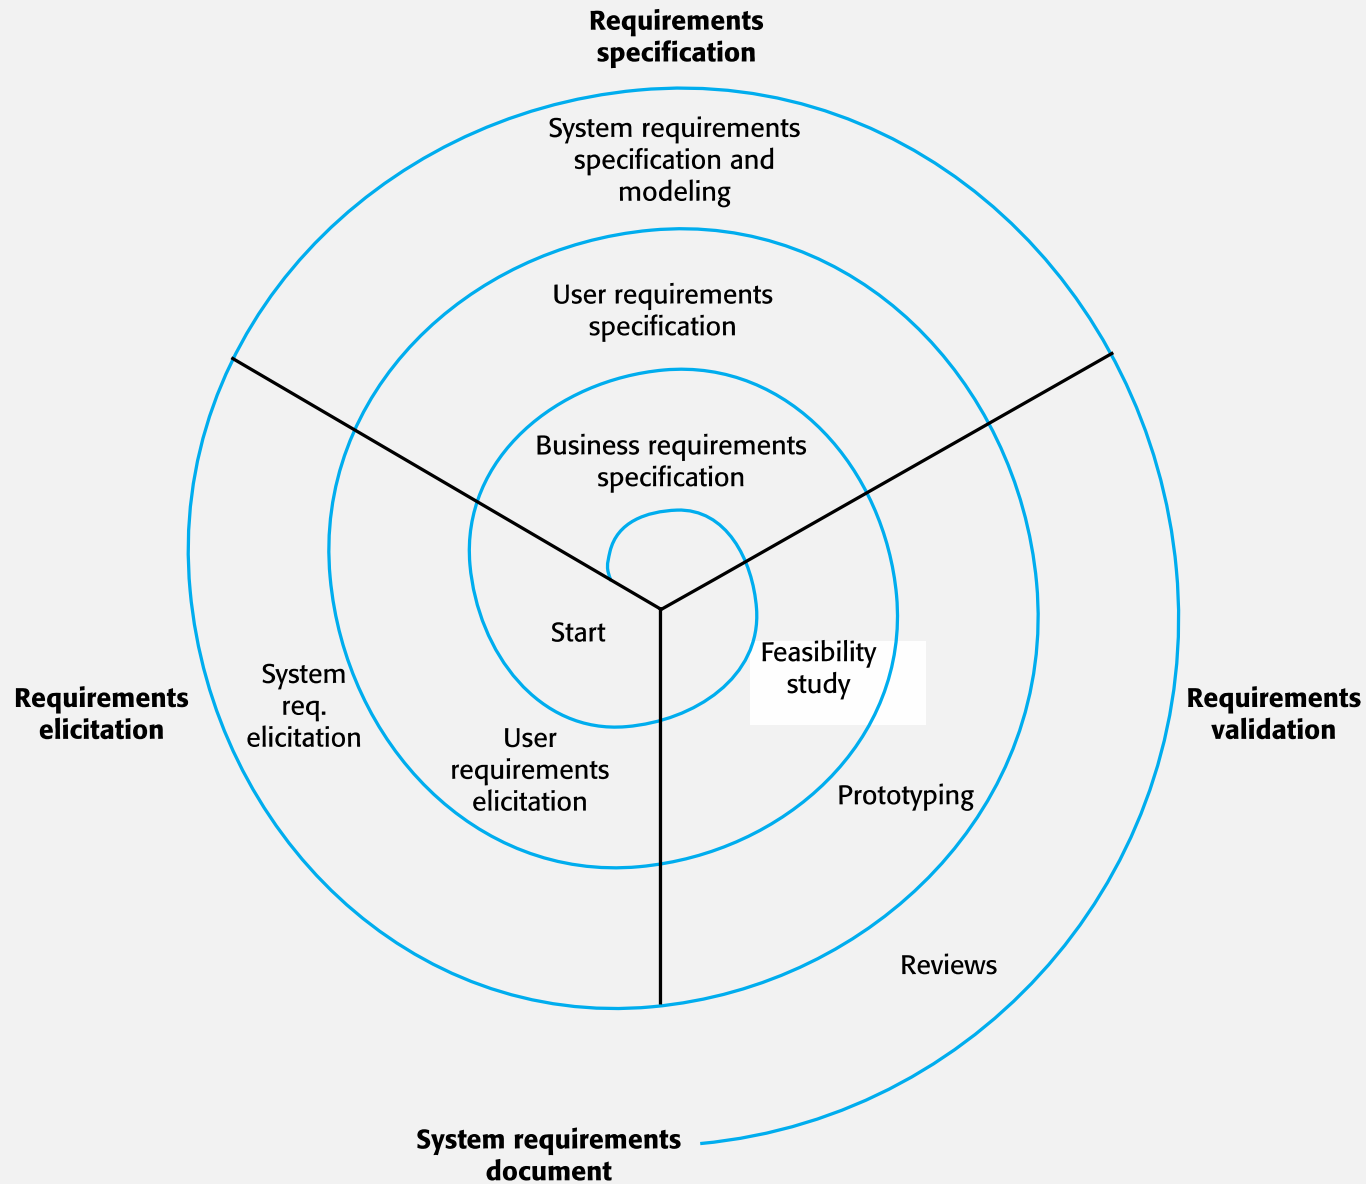 Requirements
specification
System requirements
specification and
modeling
User requirements
specification
Business requirements
specification
Start
Feasibility
study
System
req.
elicitation
Requirements
elicitation
Requirements
validation
User
requirements
elicitation
Prototyping
Reviews
System requirements
document